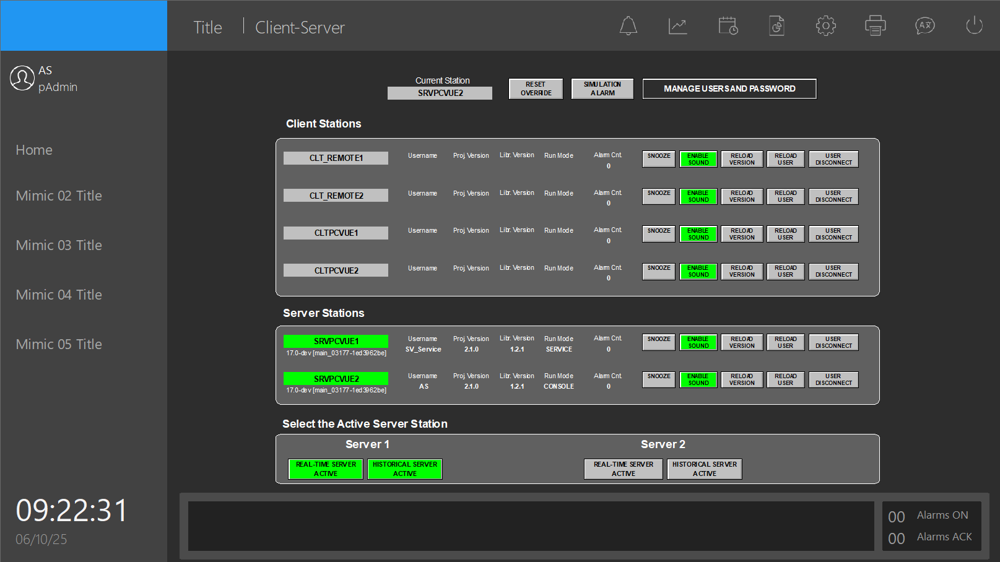 Title | Client-Server
AS
pAdmin
Home
Mimic 02 Title
Mimic 03 Title
Mimic 04 Title
Mimic 05 Title
09:22:31
06/10/25
Current Station
SRVPCVUE2
RESET
OVERRIDE
SIMULATION
ALARM
MANAGE USERS AND PASSWORD
Client Stations
CLT_REMOTE1
Username
Proj. Version
Libr. Version
Run Mode
Alarm Cnt.
0
SNOOZE
ENABLE
SOUND
RELOAD
VERSION
RELOAD
USER
USER
DISCONNECT
CLT_REMOTE2
Username
Proj. Version
Libr. Version
Run Mode
Alarm Cnt.
0
SNOOZE
ENABLE
SOUND
RELOAD
VERSION
RELOAD
USER
USER
DISCONNECT
CLTPCVUE1
Username
Proj. Version
Libr. Version
Run Mode
Alarm Cnt.
0
SNOOZE
ENABLE
SOUND
RELOAD
VERSION
RELOAD
USER
USER
DISCONNECT
CLTPCVUE2
Username
Proj. Version
Libr. Version
Run Mode
Alarm Cnt.
0
SNOOZE
ENABLE
SOUND
RELOAD
VERSION
RELOAD
USER
USER
DISCONNECT
Server Stations
SRVPCVUE1
17.0-dev [main_03177-1ed3962be]
Username
SV_Service
Proj. Version
2.1.0
Libr. Version
1.2.1
Run Mode
SERVICE
Alarm Cnt.
0
SNOOZE
ENABLE
SOUND
RELOAD
VERSION
RELOAD
USER
USER
DISCONNECT
SRVPCVUE2
17.0-dev [main_03177-1ed3962be]
Username
AS
Proj. Version
2.1.0
Libr. Version
1.2.1
Run Mode
CONSOLE
Alarm Cnt.
0
SNOOZE
ENABLE
SOUND
RELOAD
VERSION
RELOAD
USER
USER
DISCONNECT
Select the Active Server Station
Server 1
REAL-TIME SERVER
ACTIVE
HISTORICAL SERVER
ACTIVE
Server 2
REAL-TIME SERVER
ACTIVE
HISTORICAL SERVER
ACTIVE
00 Alarms ON
00 Alarms ACK